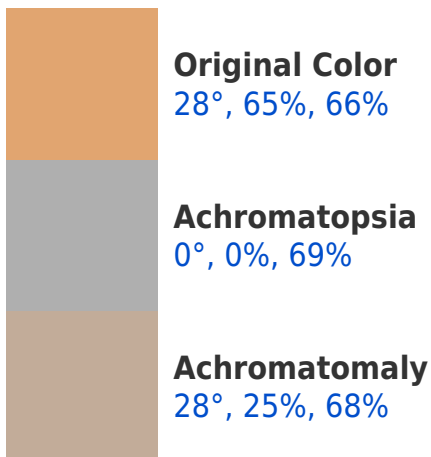 Original Color
28°, 65%, 66%
Achromatopsia
0°, 0%, 69%
Achromatomaly
28°, 25%, 68%